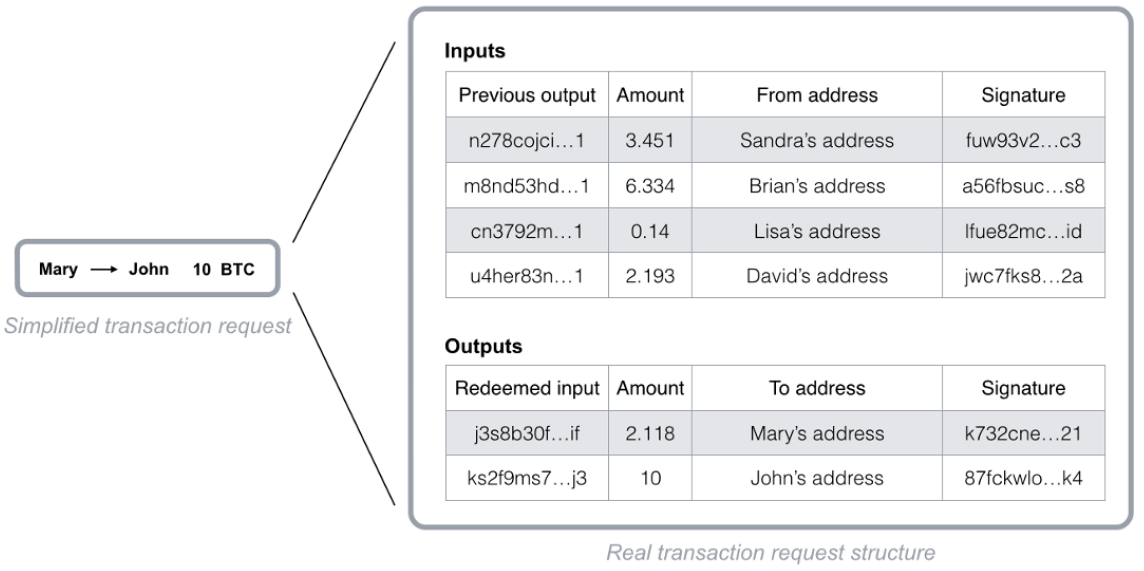 Inputs
Previous output Amount From address Signature
n278cojci…1 3.451 Sandra's address fuw93v2…c3
m8nd53hd…1 6.334 Brian's address a56fbsuc…s8
cn3792m…1 0.14 Lisa's address lfue82mc…id
u4her83n…1 2.193 David's address jwc7fks8…2a
Mary → John 10 BTC
Simplified transaction request
Outputs
Redeemed input Amount To address Signature
j3s8b30f…if 2.118 Mary's address k732cne…21
ks2f9ms7…j3 10 John's address 87fckwlo…k4
Real transaction request structure